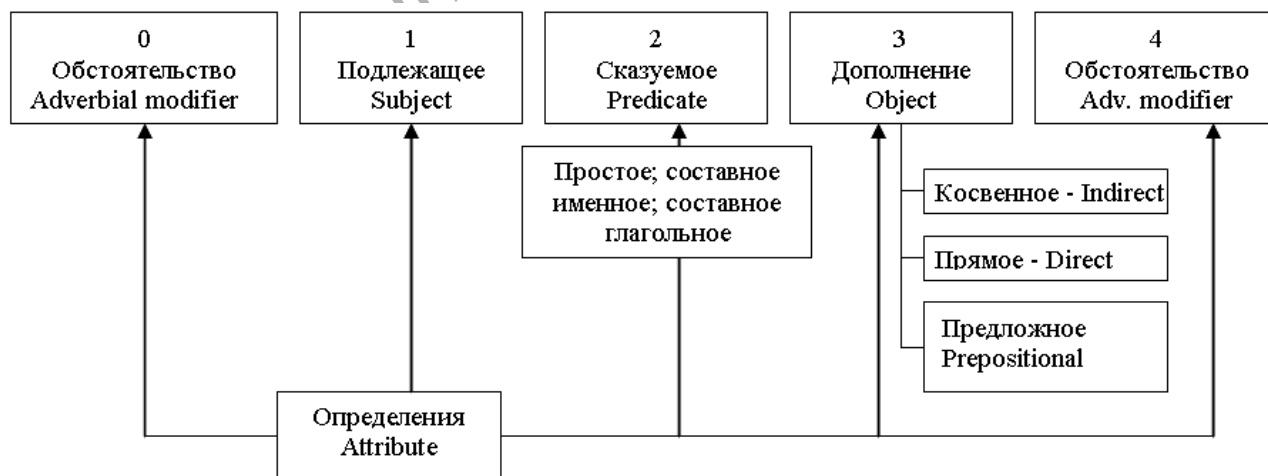 0
Обстоятельство
Adverbial modifier
1
Подлежащее
Subject
2
Сказуемое
Predicate
3
Дополнение
Object
4
Обстоятельство
Adv. modifier
Простое; составное
именное; составное
глагольное
Косвенное - Indirect
Прямое - Direct
Предложное
Prepositional
Определения
Attribute